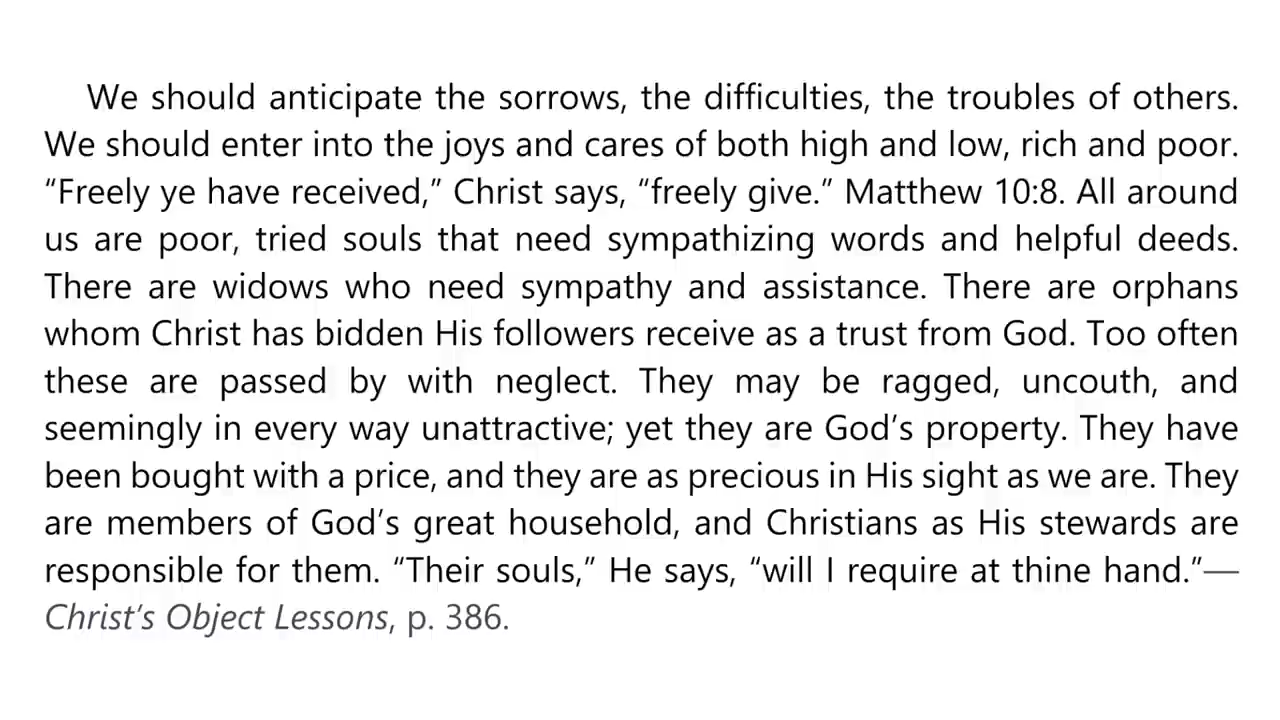 We should anticipate the sorrows, the difficulties, the troubles of others.
We should enter into the joys and cares of both high and low, rich and poor.
“Freely ye have received,” Christ says, “freely give.” Matthew 10:8. All around
us are poor, tried souls that need sympathizing words and helpful deeds.
There are widows who need sympathy and assistance. There are orphans
whom Christ has bidden His followers receive as a trust from God. Too often
these are passed by with neglect. They may be ragged, uncouth, and
seemingly in every way unattractive; yet they are God’s property. They have
been bought with a price, and they are as precious in His sight as we are. They
are members of God’s great household, and Christians as His stewards are
responsible for them. “Their souls,” He says, “will I require at thine hand.”—
Christ’s Object Lessons, p. 386.